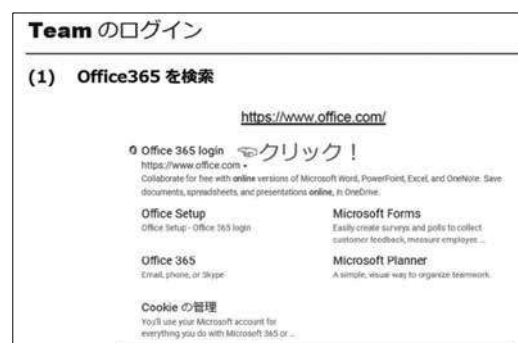 Team のログイン
(1) Office365 を検索
https://www.office.com/
Office 365 login ☜クリック！
https://www.office.com
Collaborate for free with online versions of Microsoft Word, PowerPoint, Excel, and OneNote. Save
documents, spreadsheets, and presentations online, in OneDrive.
Office Setup
Office Setup - Office 365 login
Microsoft Forms
Easily create surveys and polls to collect
customer feedback, measure employee ...
Office 365
Email, phone, or Skype
Microsoft Planner
A simple, visual way to organize teamwork.
Cookie の管理
You'll use your Microsoft account for
everything you do with Microsoft 365 or ...